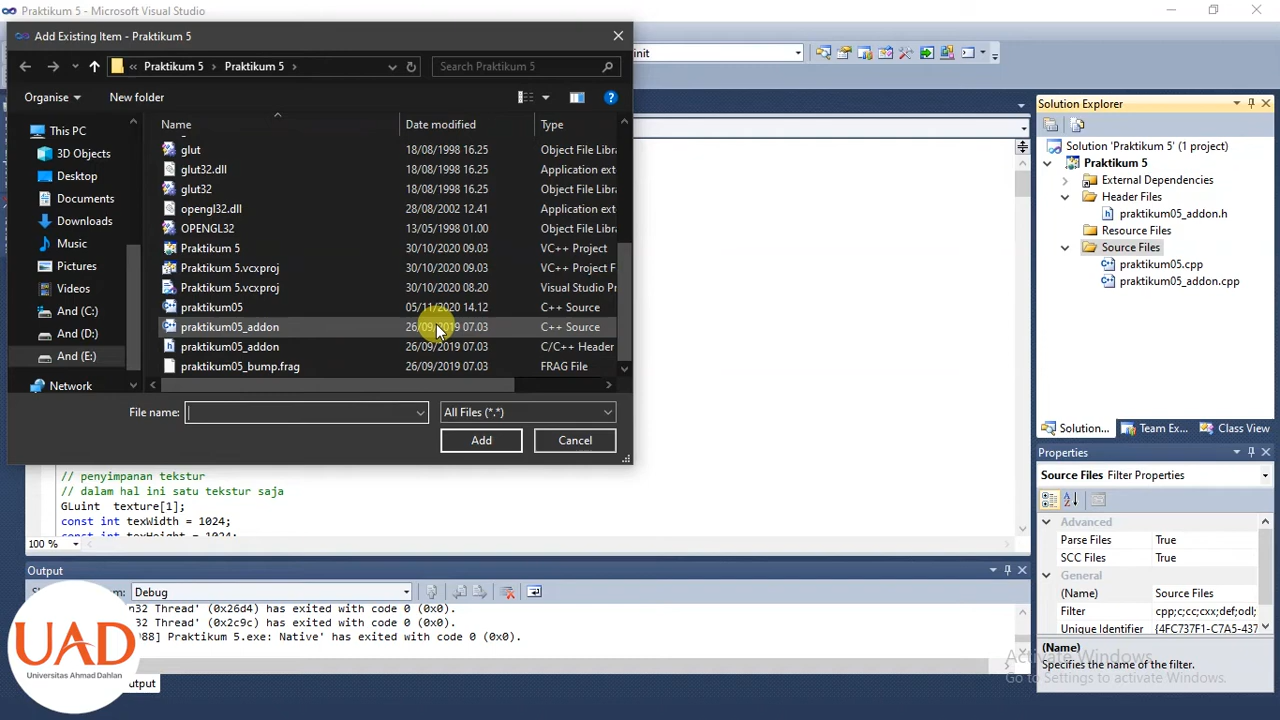 Praktikum 5 - Microsoft Visual Studio
Add Existing Item - Praktikum 5
init
« Praktikum 5 › Praktikum 5 ›
Search Praktikum 5
Organise
New folder
Name
Date modified
Type
This PC
3D Objects
Desktop
Documents
Downloads
Music
Pictures
Videos
And (C:)
And (D:)
And (E:)
Network
glut 18/08/1998 16.25 Object File Libra
glut32.dll 18/08/1998 16.25 Application ext
glut32 18/08/1998 16.25 Object File Libra
opengl32.dll 28/08/2002 12.41 Application ext
OPENGL32 13/05/1998 01.00 Object File Libra
Praktikum 5 30/10/2020 09.03 VC++ Project
Praktikum 5.vcxproj 30/10/2020 09.03 VC++ Project F
Praktikum 5.vcxproj 30/10/2020 08.20 Visual Studio Pr
praktikum05 05/11/2020 14.12 C++ Source
praktikum05_addon 26/09/2019 07.03 C++ Source
praktikum05_addon 26/09/2019 07.03 C/C++ Header
praktikum05_bump.frag 26/09/2019 07.03 FRAG File
File name:
All Files (*.*)
Add
Cancel
Solution Explorer
Solution 'Praktikum 5' (1 project)
Praktikum 5
External Dependencies
Header Files
praktikum05_addon.h
Resource Files
Source Files
praktikum05.cpp
praktikum05_addon.cpp
Solution...
Team Ex...
Class View
Properties
Source Files Filter Properties
Advanced
Parse Files True
SCC Files True
General
(Name) Source Files
Filter cpp;c;cc;cxx;def;odl;
Unique Identifier {4FC737F1-C7A5-437
(Name)
Specifies the name of the filter.
Activate Windows
Go to Settings to activate Windows.
// penyimpanan tekstur
// dalam hal ini satu tekstur saja
GLuint texture[1];
const int texWidth = 1024;
const int texHeight = 1024;
100 %
Output
Debug
in32 Thread' (0x26d4) has exited with code 0 (0x0).
Thread' (0x2c9c) has exited with code 0 (0x0).
88] Praktikum 5.exe: Native' has exited with code 0 (0x0).
utput
UAD
Universitas Ahmad Dahlan